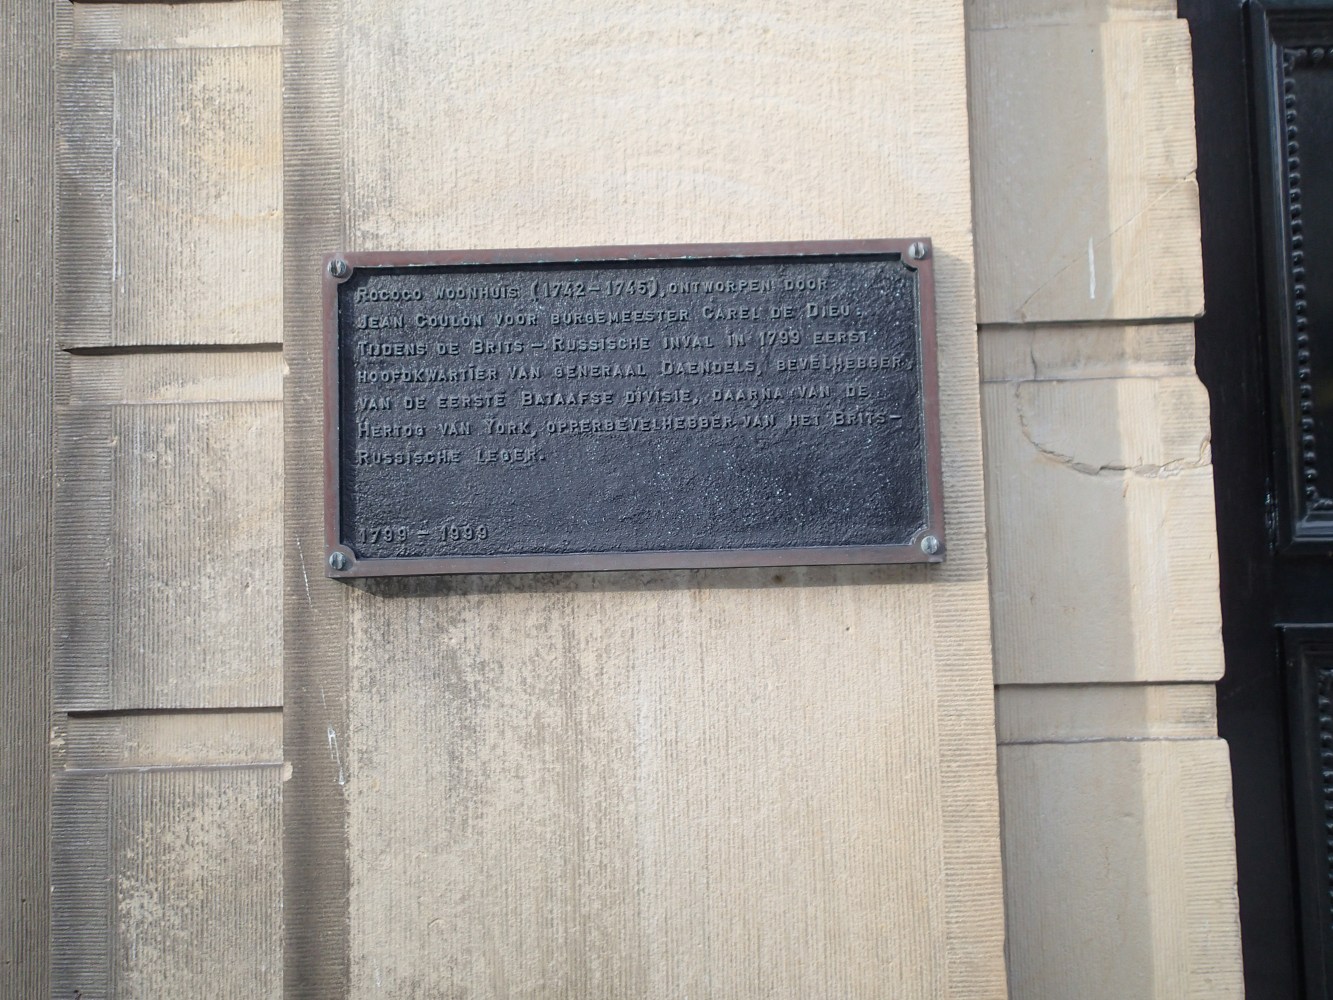 Rococo woonhuis (1742-1745), ontworpen door
Jean Coulon voor burgemeester Carel de Dieu.
Tijdens de Brits-Russische inval in 1799 eerst
hoofdkwartier van generaal Daendels, bevelhebber
van de eerste Bataafse divisie, daarna van de
Hertog van York, opperbevelhebber van het Brits-
Russische leger.
1799 - 1999